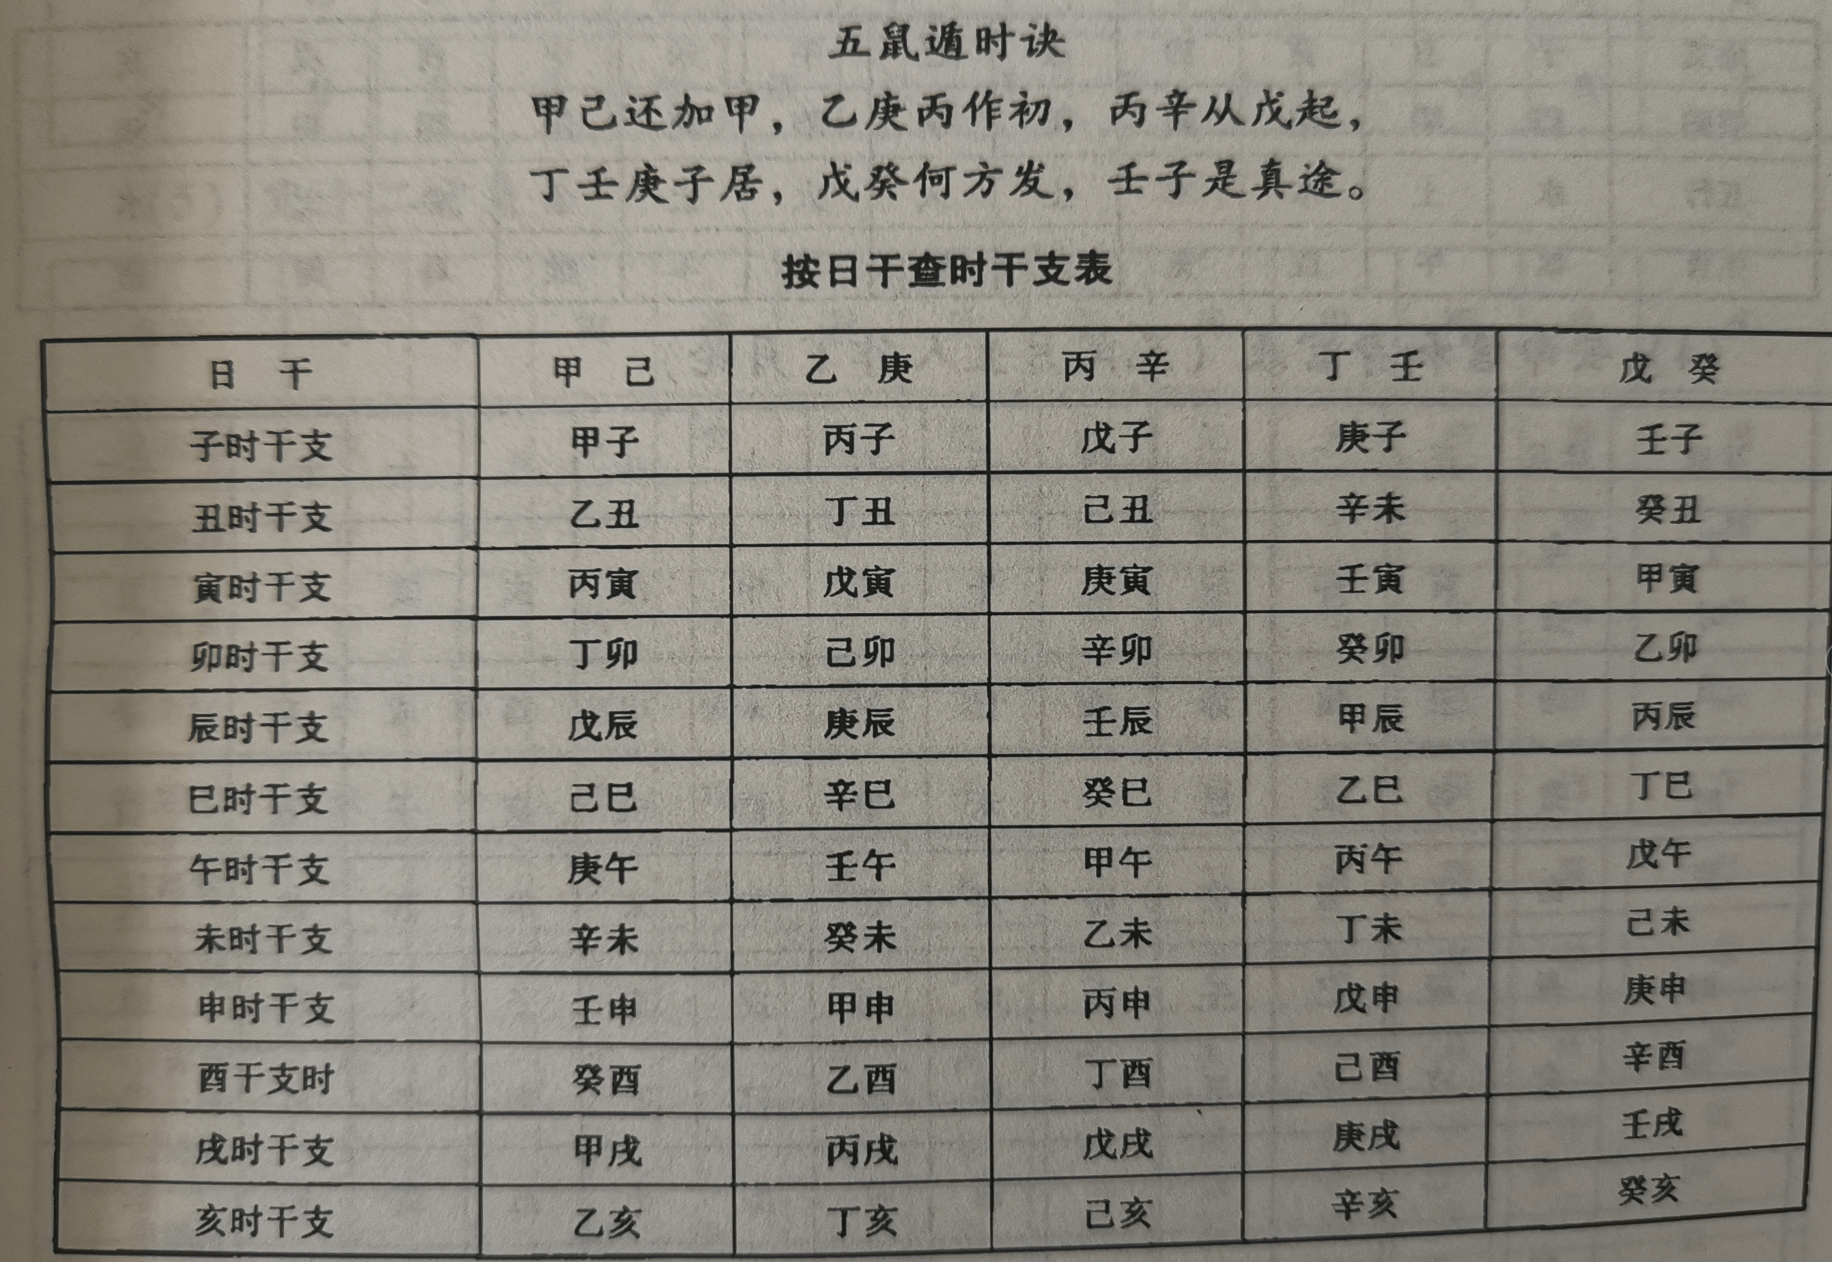 五鼠遁时诀
甲己还加甲，乙庚丙作初，丙辛从戊起，
丁壬庚子居，戊癸何方发，壬子是真途。
按日干查时干支表
日 干 甲 己 乙 庚 丙 辛 丁 壬 戊 癸
子时干支 甲子 丙子 戊子 庚子 壬子
丑时干支 乙丑 丁丑 己丑 辛未 癸丑
寅时干支 丙寅 戊寅 庚寅 壬寅 甲寅
卯时干支 丁卯 己卯 辛卯 癸卯 乙卯
辰时干支 戊辰 庚辰 壬辰 甲辰 丙辰
巳时干支 己巳 辛巳 癸巳 乙巳 丁巳
午时干支 庚午 壬午 甲午 丙午 戊午
未时干支 辛未 癸未 乙未 丁未 己未
申时干支 壬申 甲申 丙申 戊申 庚申
酉干支时 癸酉 乙酉 丁酉 己酉 辛酉
戌时干支 甲戌 丙戌 戊戌 庚戌 壬戌
亥时干支 乙亥 丁亥 己亥 辛亥 癸亥